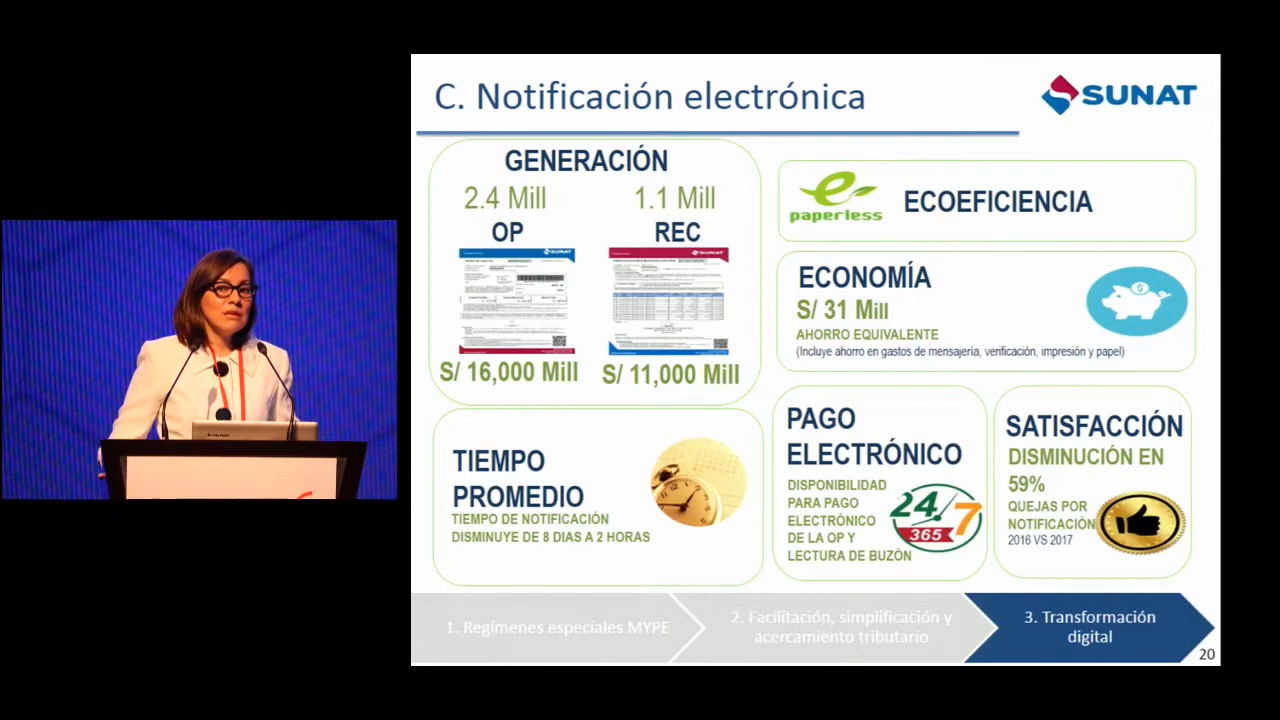 C. Notificación electrónica
SUNAT
GENERACIÓN
2.4 Mill
1.1 Mill
OP
REC
SUNAT
SUNAT
S/ 16,000 Mill
S/ 11,000 Mill
e
paperless
ECOEFICIENCIA
ECONOMÍA
S/ 31 Mill
AHORRO EQUIVALENTE
(Incluye ahorro en gastos de mensajería, verificación, impresión y papel)
$
TIEMPO
PROMEDIO
TIEMPO DE NOTIFICACIÓN
DISMINUYE DE 8 DIAS A 2 HORAS
PAGO
ELECTRÓNICO
DISPONIBILIDAD
PARA PAGO
ELECTRÓNICO
DE LA OP Y
LECTURA DE BUZÓN
24 7
365
SATISFACCIÓN
DISMINUCIÓN EN
59%
QUEJAS POR
NOTIFICACIÓN
2016 VS 2017
1. Regímenes especiales MYPE
2. Facilitación, simplificación y
acercamiento tributario
3. Transformación
digital
20